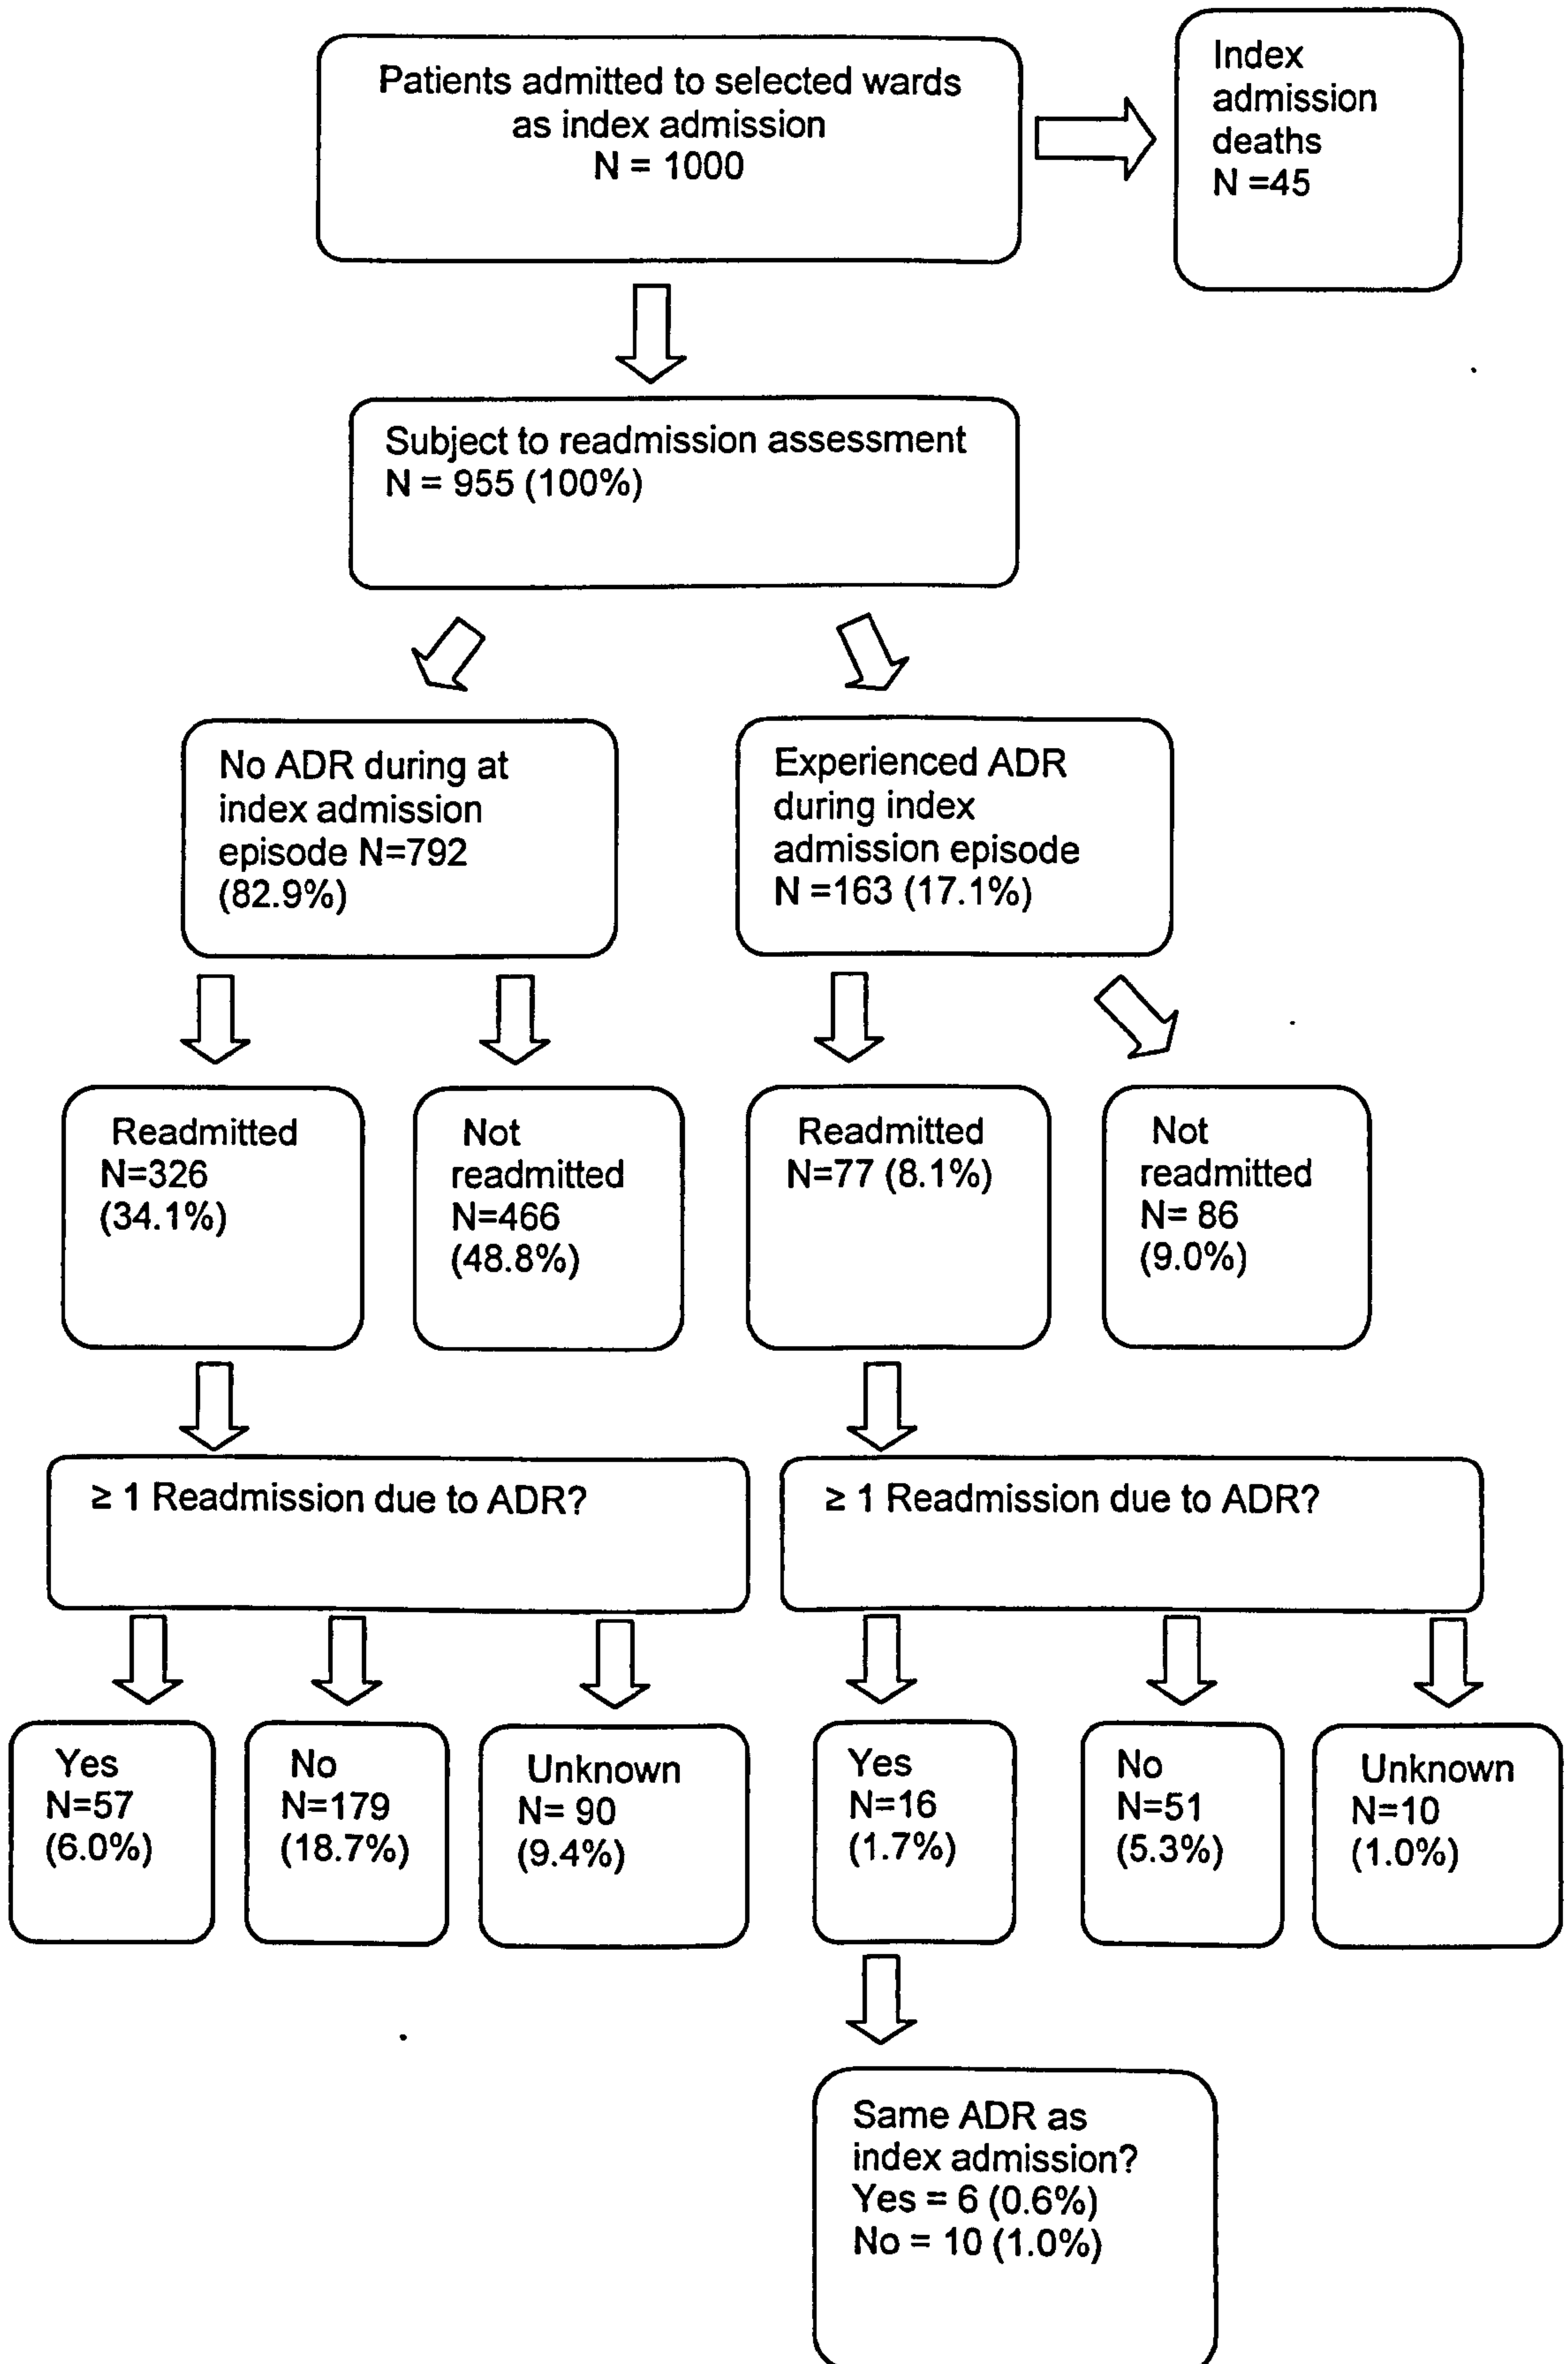 Patients admitted to selected wards
as index admission
N = 1000
Index
admission
deaths
N =45
Subject to readmission assessment
N = 955 (100%)
No ADR during at
index admission
episode N=792
(82.9%)
Experienced ADR
during index
admission episode
N =163 (17.1%)
Readmitted
N=326
(34.1%)
Not
readmitted
N=466
(48.8%)
Readmitted
N=77 (8.1%)
Not
readmitted
N= 86
(9.0%)
≥ 1 Readmission due to ADR?
≥ 1 Readmission due to ADR?
Yes
N=57
(6.0%)
No
N=179
(18.7%)
Unknown
N= 90
(9.4%)
Yes
N=16
(1.7%)
No
N=51
(5.3%)
Unknown
N=10
(1.0%)
Same ADR as
index admission?
Yes = 6 (0.6%)
No = 10 (1.0%)